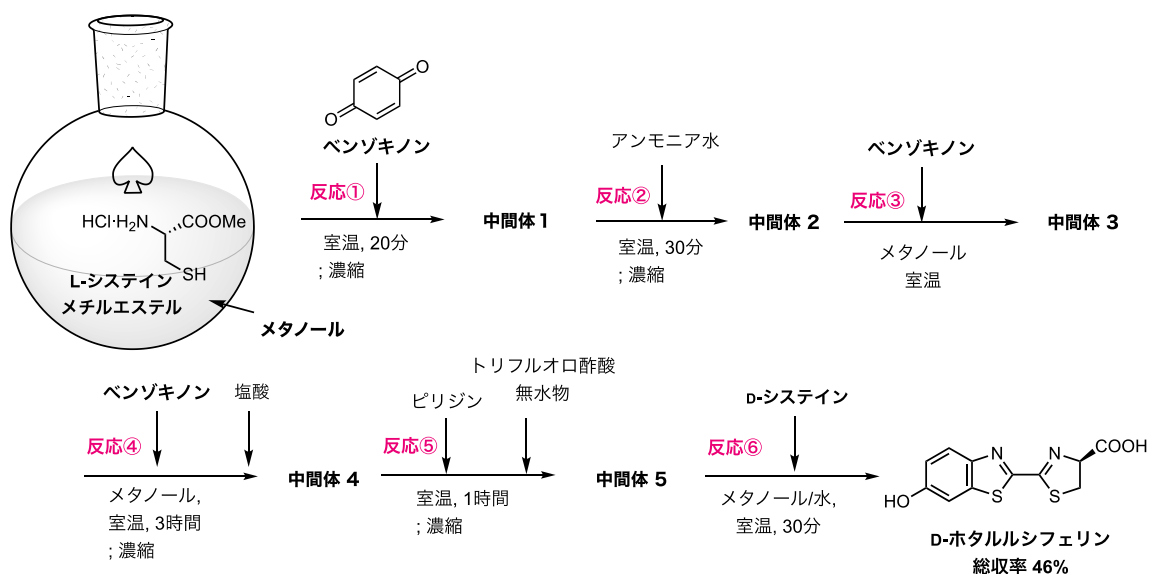 O
O
ベンゾキノン
反応①
室温, 20分
; 濃縮
中間体 1
アンモニア水
反応②
室温, 30分
; 濃縮
中間体 2
ベンゾキノン
反応③
メタノール
室温
中間体 3
HCl·H₂N
COOMe
SH
L-システイン
メチルエステル
メタノール
ベンゾキノン
塩酸
反応④
メタノール,
室温, 3時間
; 濃縮
中間体 4
ピリジン
トリフルオロ酢酸
無水物
反応⑤
室温, 1時間
; 濃縮
中間体 5
D-システイン
反応⑥
メタノール/水,
室温, 30分
HO
N
S
N
S
COOH
D-ホタルルシフェリン
総収率 46%